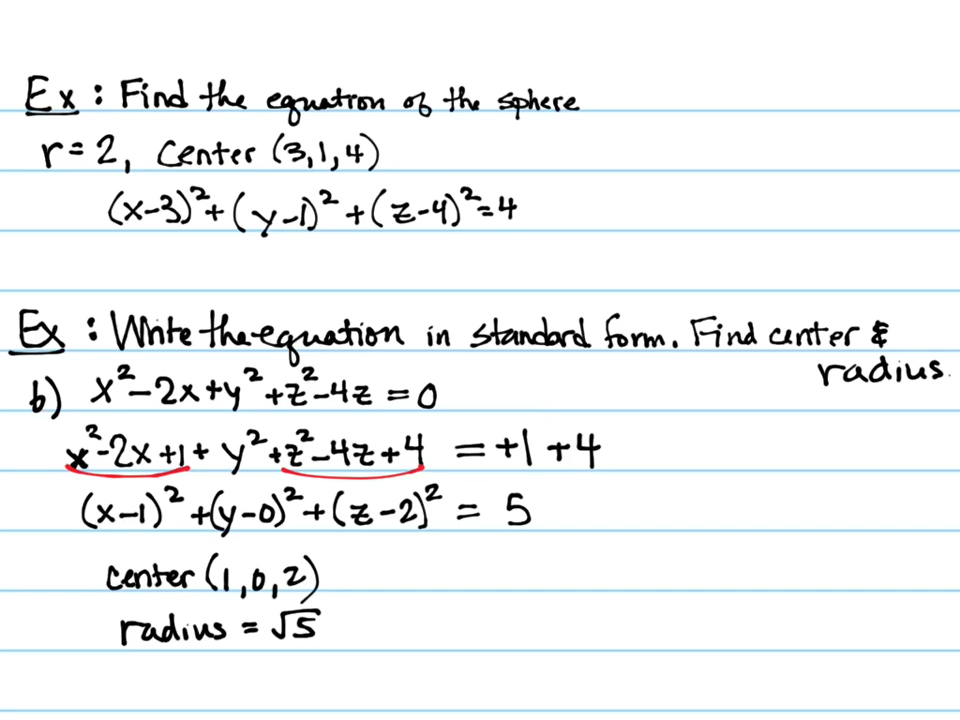 Ex: Find the equation of the sphere
r = 2, center (3,1,4)
(x-3)²+(y-1)²+(z-4)²=4
Ex: Write the equation in standard form. Find center &
radius.
b) x²-2x+y²+z²-4z=0
x²-2x+1+y²+z²-4z+4 = +1+4
(x-1)²+(y-0)²+(z-2)² = 5
center (1,0,2)
radius = √5